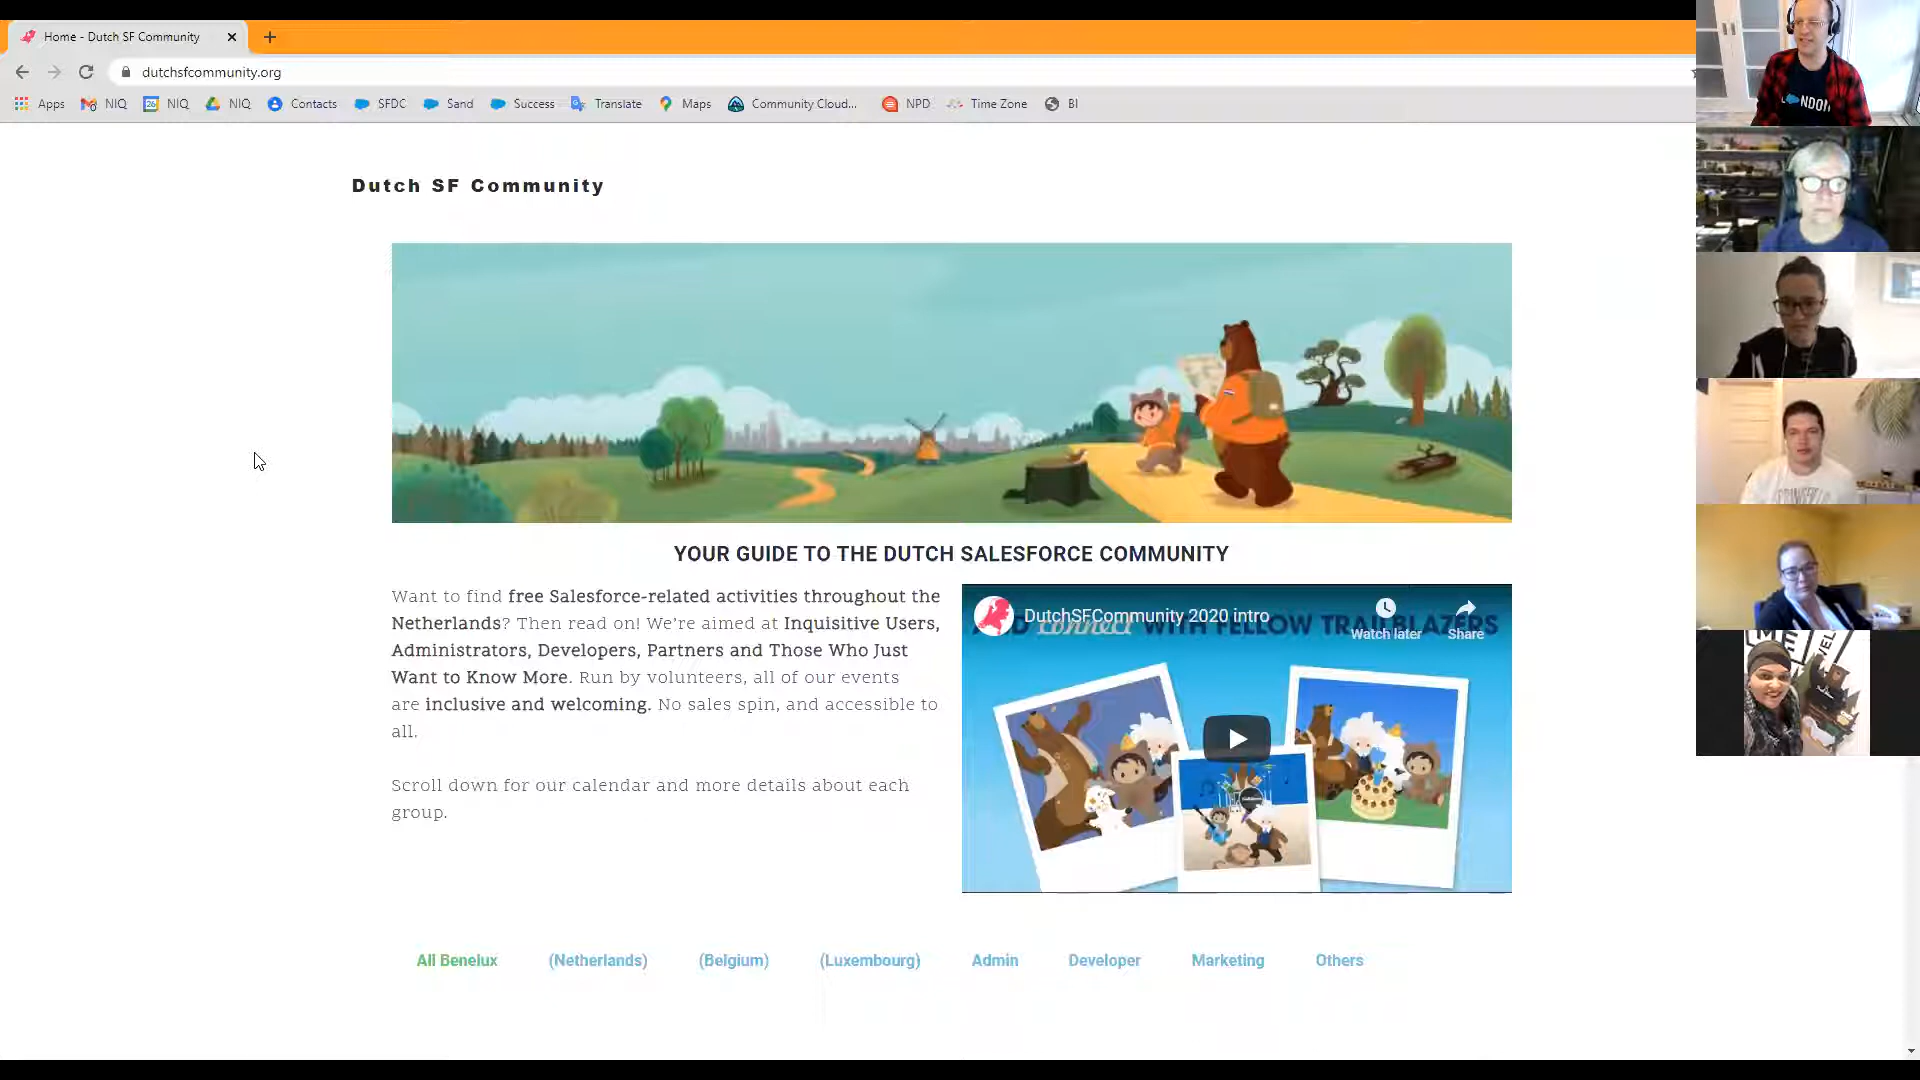 Home - Dutch SF Community
dutchsfcommunity.org
Apps NIQ 26 NIQ NIQ Contacts SFDC Sand Success Translate Maps Community Cloud... NPD Time Zone BI
Dutch SF Community
YOUR GUIDE TO THE DUTCH SALESFORCE COMMUNITY
Want to find free Salesforce-related activities throughout the
Netherlands? Then read on! We're aimed at Inquisitive Users,
Administrators, Developers, Partners and Those Who Just
Want to Know More. Run by volunteers, all of our events
are inclusive and welcoming. No sales spin, and accessible to
all.
Scroll down for our calendar and more details about each
group.
DutchSFCommunity 2020 intro
connect WITH FELLOW TRAILBLAZERS
Watch later Share
All Benelux (Netherlands) (Belgium) (Luxembourg) Admin Developer Marketing Others